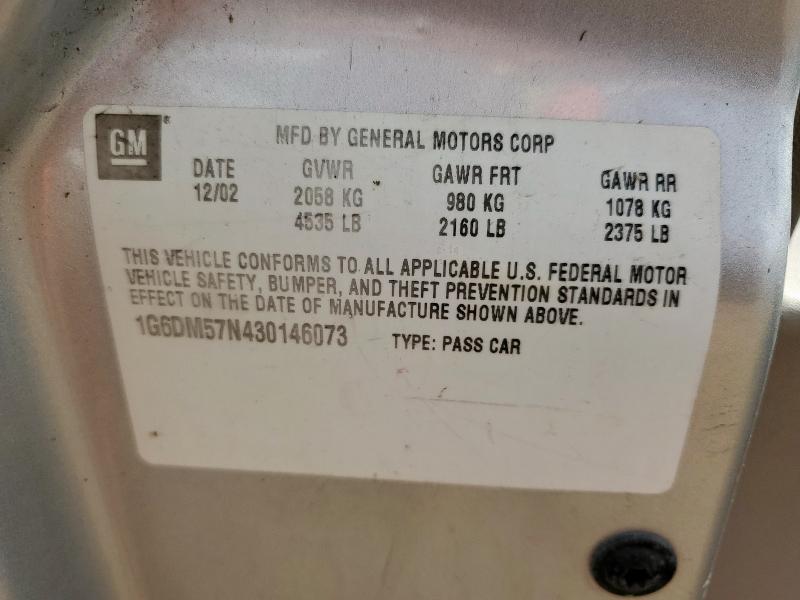 GM® MFD BY GENERAL MOTORS CORP
DATE GVWR GAWR FRT GAWR RR
12/02 2058 KG 980 KG 1078 KG
4535 LB 2160 LB 2375 LB
THIS VEHICLE CONFORMS TO ALL APPLICABLE U.S. FEDERAL MOTOR
VEHICLE SAFETY, BUMPER, AND THEFT PREVENTION STANDARDS IN
EFFECT ON THE DATE OF MANUFACTURE SHOWN ABOVE.
1G6DM57N430146073 TYPE: PASS CAR